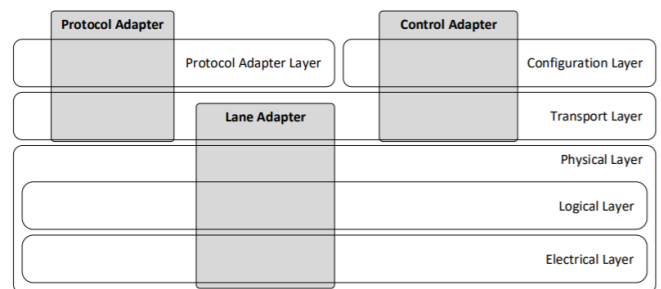 Protocol Adapter
Control Adapter
Protocol Adapter Layer
Configuration Layer
Lane Adapter
Transport Layer
Physical Layer
Logical Layer
Electrical Layer